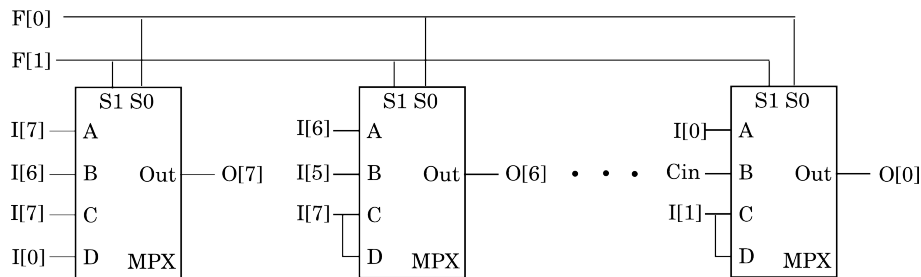 F[0]
F[1]
S1 S0 S1 S0 S1 S0
I[7] A I[6] A I[0] A
I[6] B Out O[7] I[5] B Out O[6] Cin B Out O[0]
I[7] C I[7] C I[1] C
I[0] D MPX D MPX D MPX